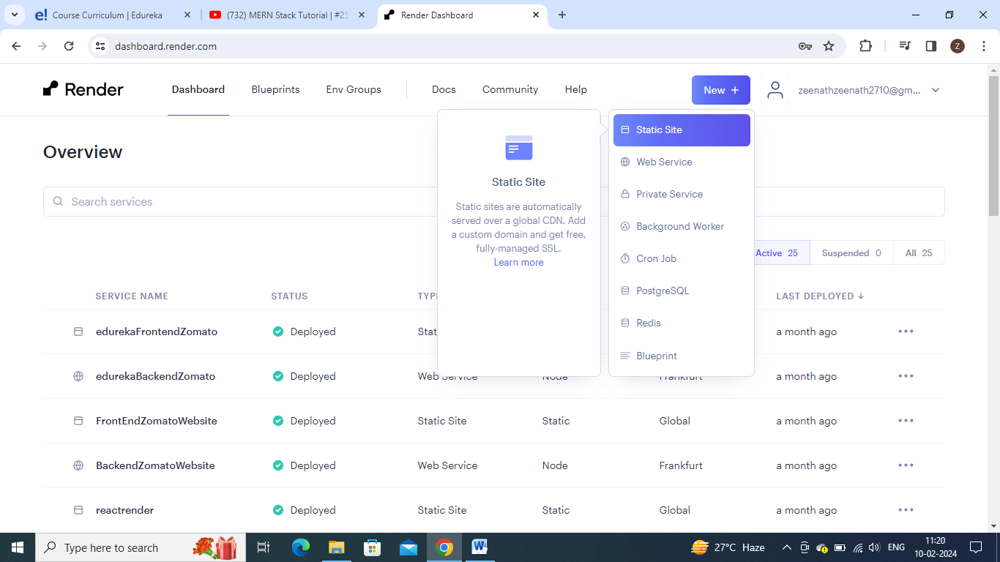 Course Curriculum | Edureka
(732) MERN Stack Tutorial | #25
Render Dashboard
dashboard.render.com
Z
Render
Dashboard
Blueprints
Env Groups
Docs
Community
Help
New +
zeenathzeenath2710@gm...
Overview
Search services
Static Site
Static sites are automatically
served over a global CDN. Add
a custom domain and get free,
fully-managed SSL.
Learn more
Static Site
Web Service
Private Service
Background Worker
Cron Job
PostgreSQL
Redis
Blueprint
Active 25
Suspended 0
All 25
SERVICE NAME STATUS TYP LAST DEPLOYED ↓
edurekaFrontendZomato Deployed Stat a month ago •••
edurekaBackendZomato Deployed Web Service Node Frankfurt a month ago •••
FrontEndZomatoWebsite Deployed Static Site Static Global a month ago •••
BackendZomatoWebsite Deployed Web Service Node Frankfurt a month ago •••
reactrender Deployed Static Site Static Global a month ago •••
Type here to search
27°C Haze
ENG
11:20
10-02-2024